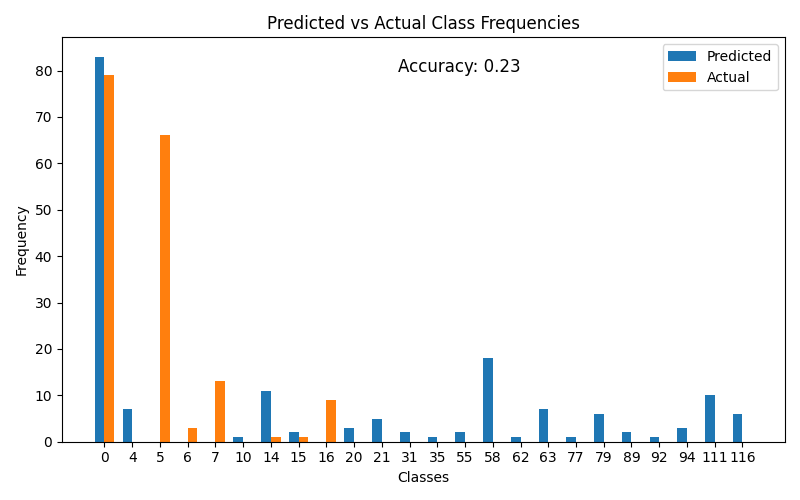 Predicted vs Actual Class Frequencies
Accuracy: 0.23
Predicted
Actual
Frequency
80
70
60
50
40
30
20
10
0
0 4 5 6 7 10 14 15 16 20 21 31 35 55 58 62 63 77 79 89 92 94 111 116
Classes